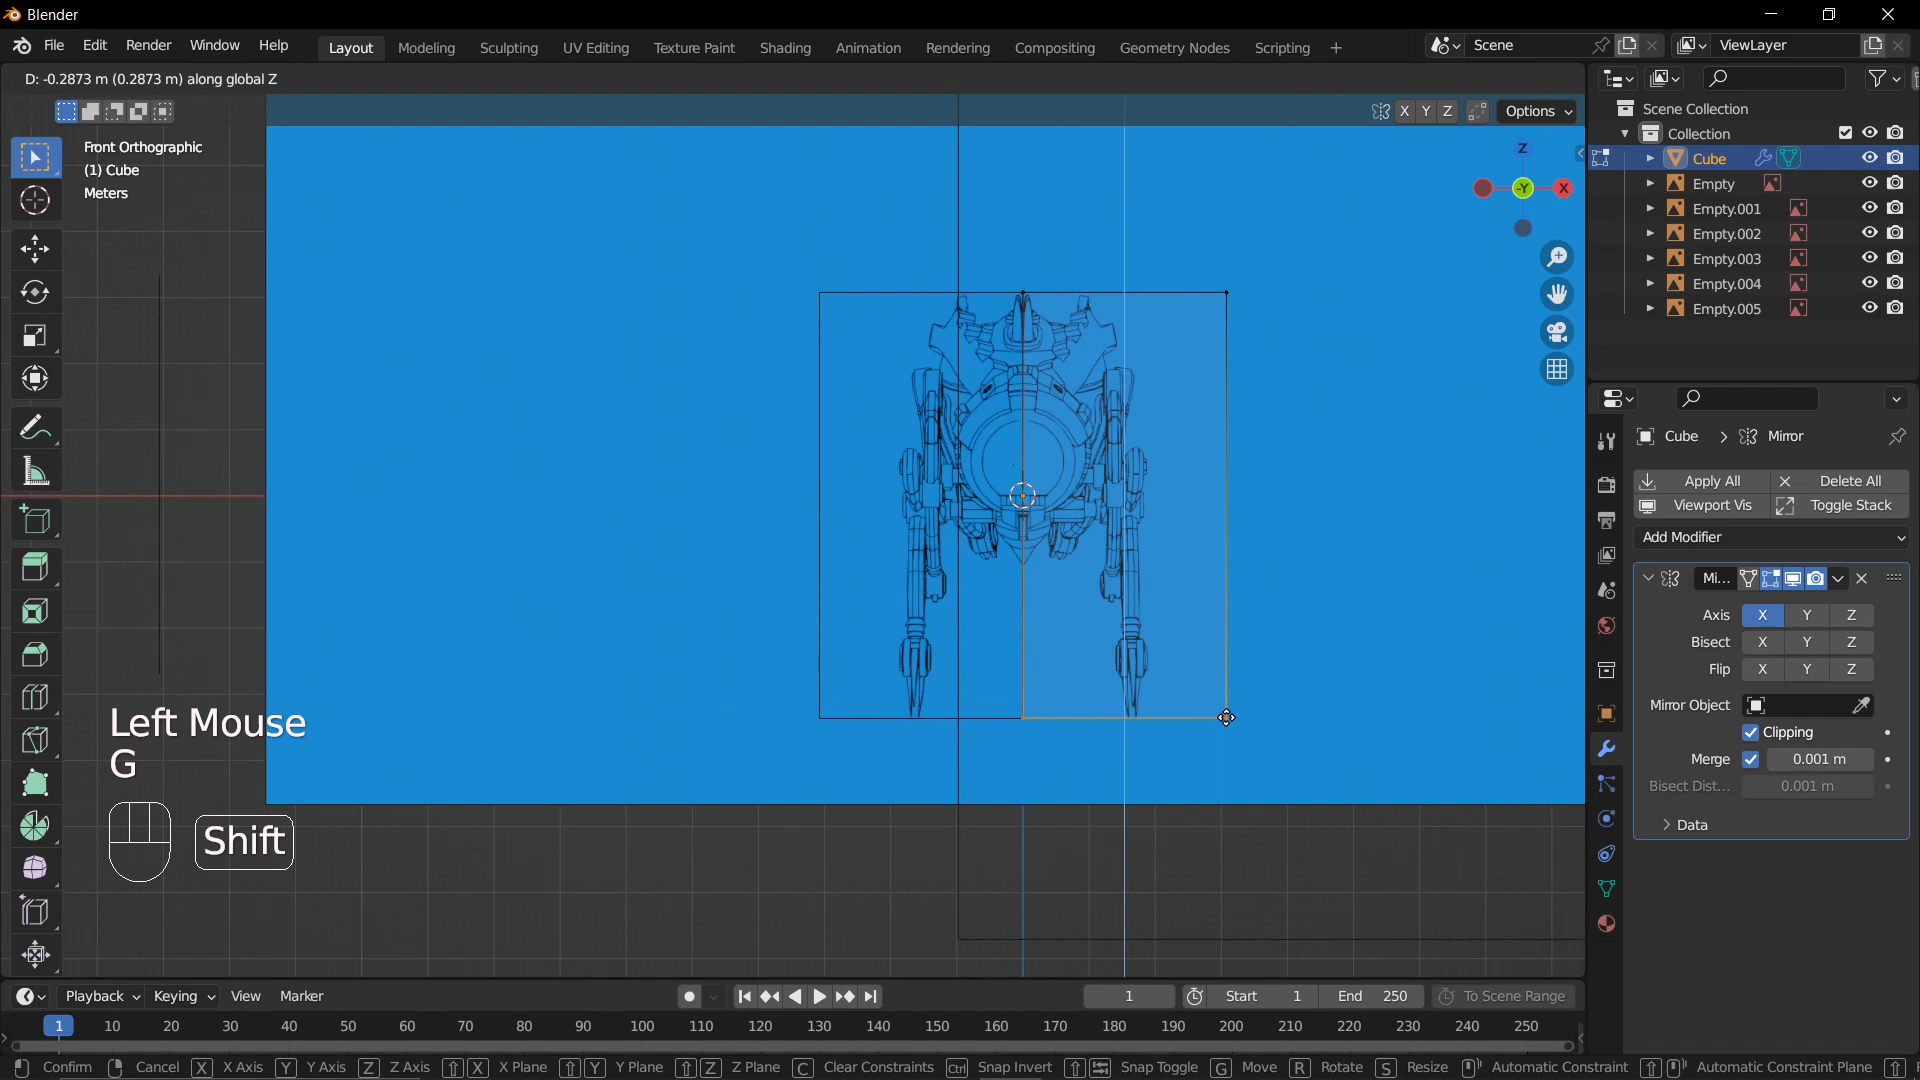 Blender
File Edit Render Window Help
Layout Modeling Sculpting UV Editing Texture Paint Shading Animation Rendering Compositing Geometry Nodes Scripting +
Scene
ViewLayer
D: -0.2873 m (0.2873 m) along global Z
X Y Z Options
Front Orthographic
(1) Cube
Meters
Z
-Y
X
Scene Collection
Collection
Cube
Empty
Empty.001
Empty.002
Empty.003
Empty.004
Empty.005
Cube > Mirror
Apply All
Delete All
Viewport Vis
Toggle Stack
Add Modifier
Mi...
Axis X Y Z
Bisect X Y Z
Flip X Y Z
Mirror Object
Clipping
Merge 0.001 m
Bisect Dist... 0.001 m
Data
Left Mouse
G
Shift
Playback Keying View Marker
1
Start 1
End 250
To Scene Range
1 10 20 30 40 50 60 70 80 90 100 110 120 130 140 150 160 170 180 190 200 210 220 230 240 250
Confirm Cancel X X Axis Y Y Axis Z Z Axis X X Plane Y Y Plane Z Z Plane C Clear Constraints Ctrl Snap Invert Snap Toggle G Move R Rotate S Resize Automatic Constraint Automatic Constraint Plane